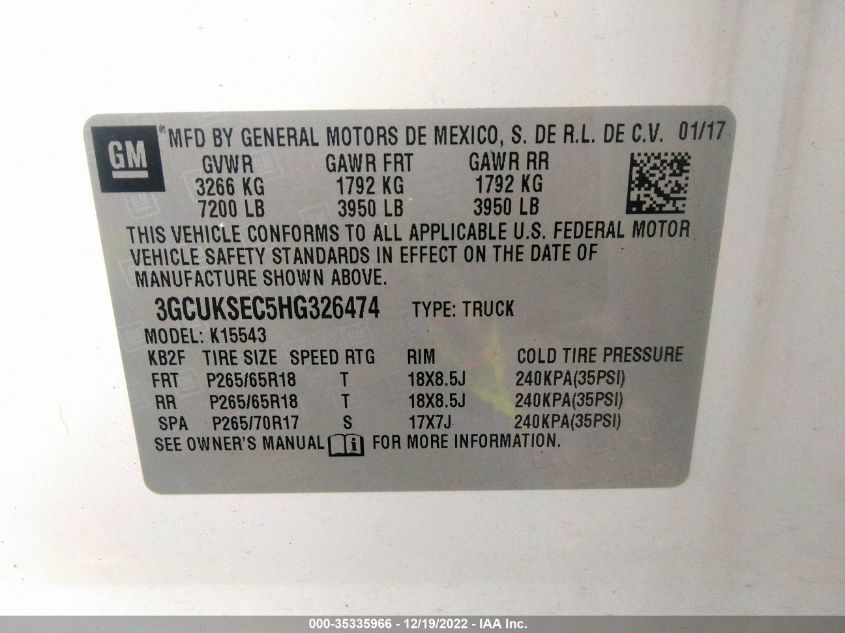 GM
MFD BY GENERAL MOTORS DE MEXICO, S. DE R.L. DE C.V. 01/17
GVWR GAWR FRT GAWR RR
3266 KG 1792 KG 1792 KG
7200 LB 3950 LB 3950 LB
THIS VEHICLE CONFORMS TO ALL APPLICABLE U.S. FEDERAL MOTOR
VEHICLE SAFETY STANDARDS IN EFFECT ON THE DATE OF
MANUFACTURE SHOWN ABOVE.
3GCUKSEC5HG326474 TYPE: TRUCK
MODEL: K15543
KB2F TIRE SIZE SPEED RTG RIM COLD TIRE PRESSURE
FRT P265/65R18 T 18X8.5J 240KPA(35PSI)
RR P265/65R18 T 18X8.5J 240KPA(35PSI)
SPA P265/70R17 S 17X7J 240KPA(35PSI)
SEE OWNER'S MANUAL FOR MORE INFORMATION.
000-35335966 - 12/19/2022 - IAA Inc.